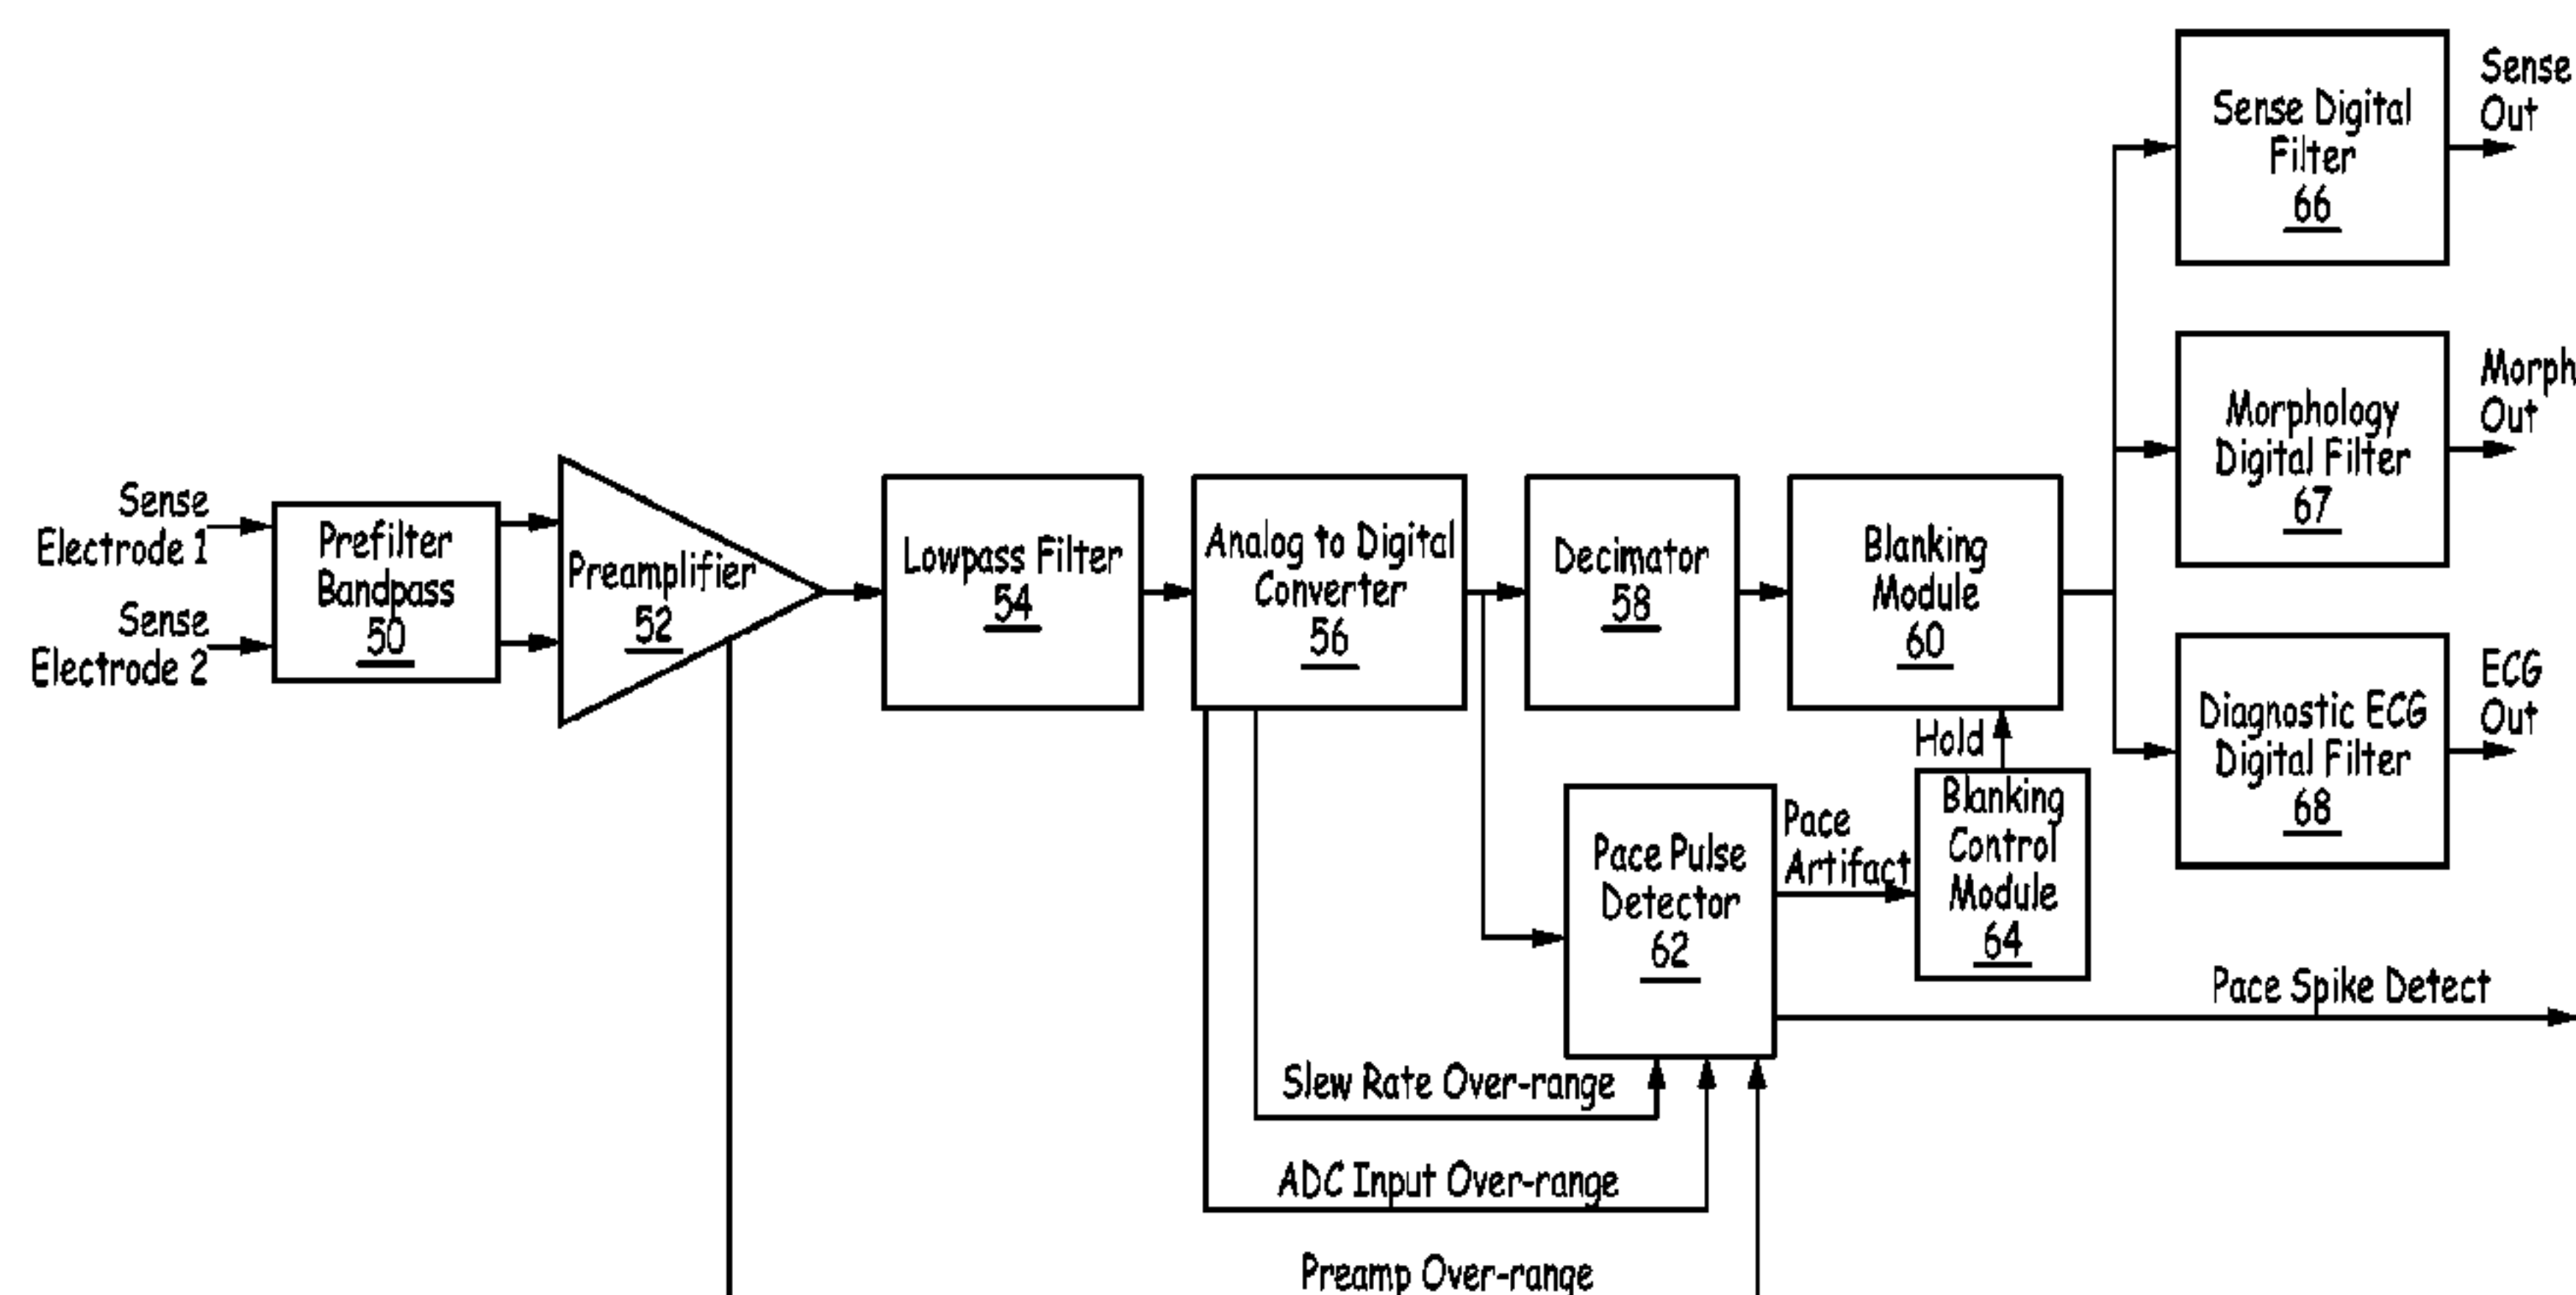 Sense
Electrode 1
Sense
Electrode 2
Prefilter
Bandpass
50
Preamplifier
52
Lowpass Filter
54
Analog to Digital
Converter
56
Decimator
58
Blanking
Module
60
Hold
Blanking
Control
Module
64
Pace Pulse
Detector
62
Pace
Artifact
Sense Digital
Filter
66
Sense
Out
Morphology
Digital Filter
67
Morph
Out
Diagnostic ECG
Digital Filter
68
ECG
Out
Pace Spike Detect
Slew Rate Over-range
ADC Input Over-range
Preamp Over-range